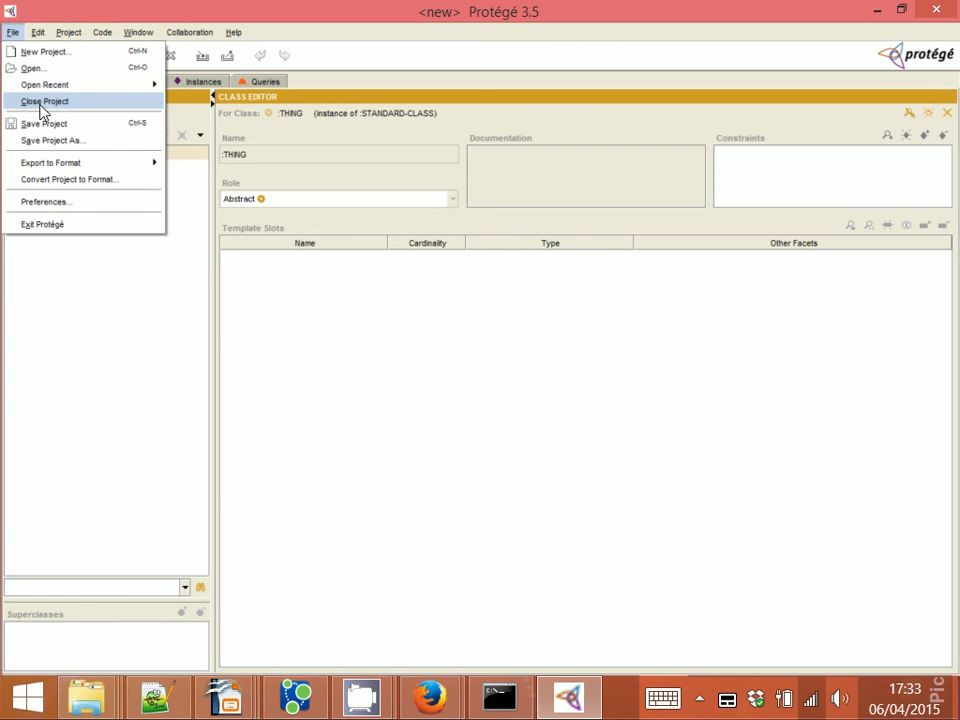 <new> Protégé 3.5
File Edit Project Code Window Collaboration Help
New Project... Ctrl-N
Open... Ctrl-O
Open Recent
Close Project
Save Project Ctrl-S
Save Project As...
Export to Format
Convert Project to Format...
Preferences...
Exit Protégé
protégé
Instances Queries
CLASS EDITOR
For Class: :THING (instance of :STANDARD-CLASS)
Name Documentation Constraints
:THING
Role
Abstract
Template Slots
Name Cardinality Type Other Facets
Superclasses
17:33
06/04/2015
Pic